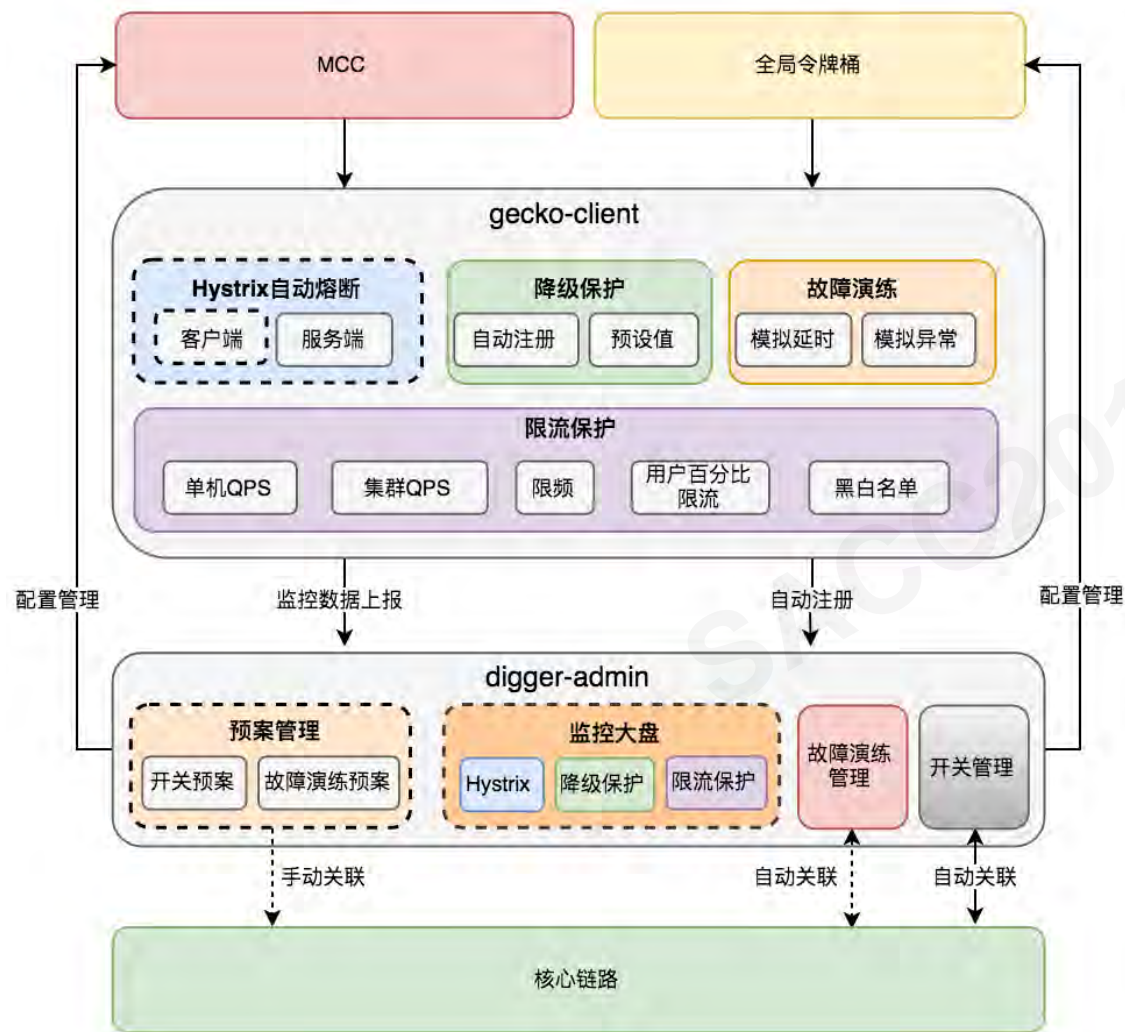 MCC
全局令牌桶
gecko-client
Hystrix自动熔断
降级保护
故障演练
客户端
服务端
自动注册
预设值
模拟延时
模拟异常
限流保护
单机QPS
集群QPS
限频
用户百分比
限流
黑白名单
配置管理
监控数据上报
自动注册
配置管理
digger-admin
预案管理
监控大盘
故障演练
管理
开关管理
开关预案
故障演练预案
Hystrix
降级保护
限流保护
手动关联
自动关联
自动关联
核心链路
SACC201